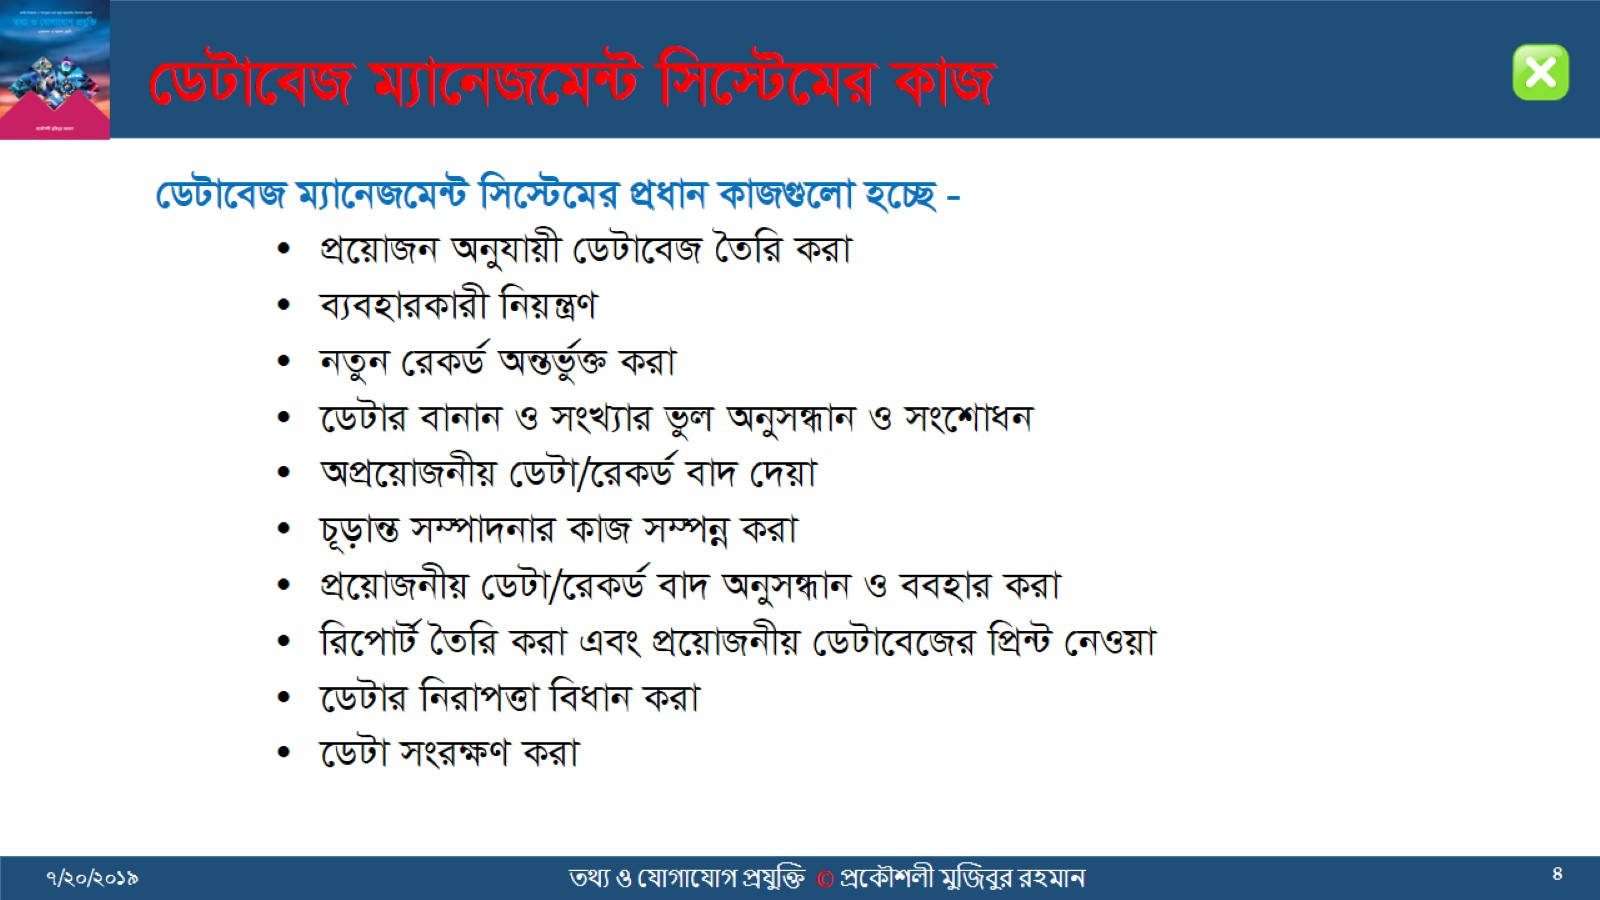 তথ্য ও যোগাযোগ প্রযুক্তি
ডেটাবেজ ম্যানেজমেন্ট সিস্টেমের কাজ
ডেটাবেজ ম্যানেজমেন্ট সিস্টেমের প্রধান কাজগুলো হচ্ছে -
• প্রয়োজন অনুযায়ী ডেটাবেজ তৈরি করা
• ব্যবহারকারী নিয়ন্ত্রণ
• নতুন রেকর্ড অন্তর্ভুক্ত করা
• ডেটার বানান ও সংখ্যার ভুল অনুসন্ধান ও সংশোধন
• অপ্রয়োজনীয় ডেটা/রেকর্ড বাদ দেয়া
• চূড়ান্ত সম্পাদনার কাজ সম্পন্ন করা
• প্রয়োজনীয় ডেটা/রেকর্ড বাদ অনুসন্ধান ও ববহার করা
• রিপোর্ট তৈরি করা এবং প্রয়োজনীয় ডেটাবেজের প্রিন্ট নেওয়া
• ডেটার নিরাপত্তা বিধান করা
• ডেটা সংরক্ষণ করা
৭/২০/২০১৯
তথ্য ও যোগাযোগ প্রযুক্তি © প্রকৌশলী মুজিবুর রহমান
৪